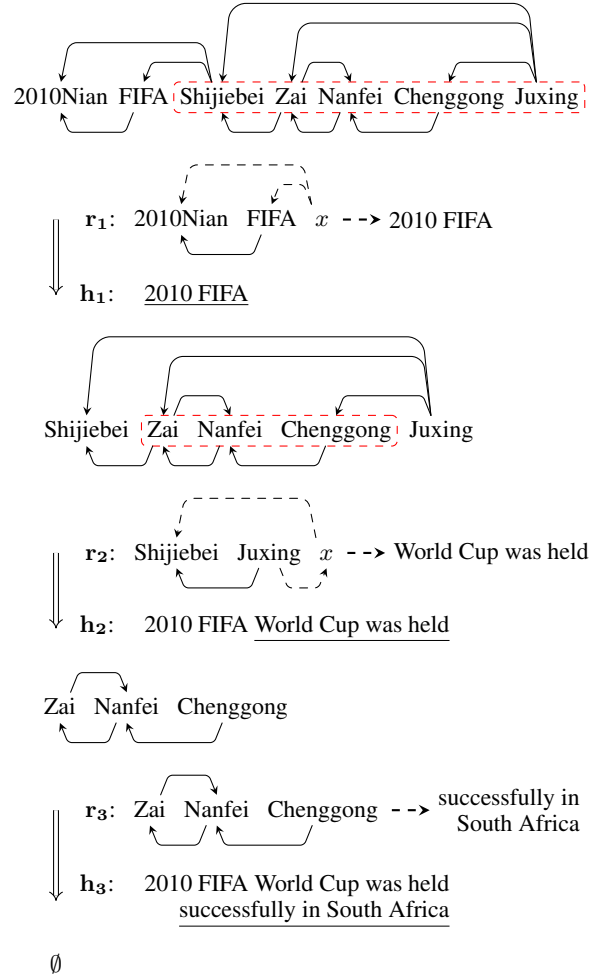 2010Nian FIFA Shijiebei Zai Nanfei Chenggong Juxing
r₁: 2010Nian FIFA x 2010 FIFA
h₁: 2010 FIFA
Shijiebei Zai Nanfei Chenggong Juxing
r₂: Shijiebei Juxing x World Cup was held
h₂: 2010 FIFA World Cup was held
Zai Nanfei Chenggong
r₃: Zai Nanfei Chenggong successfully in
South Africa
h₃: 2010 FIFA World Cup was held
successfully in South Africa
∅